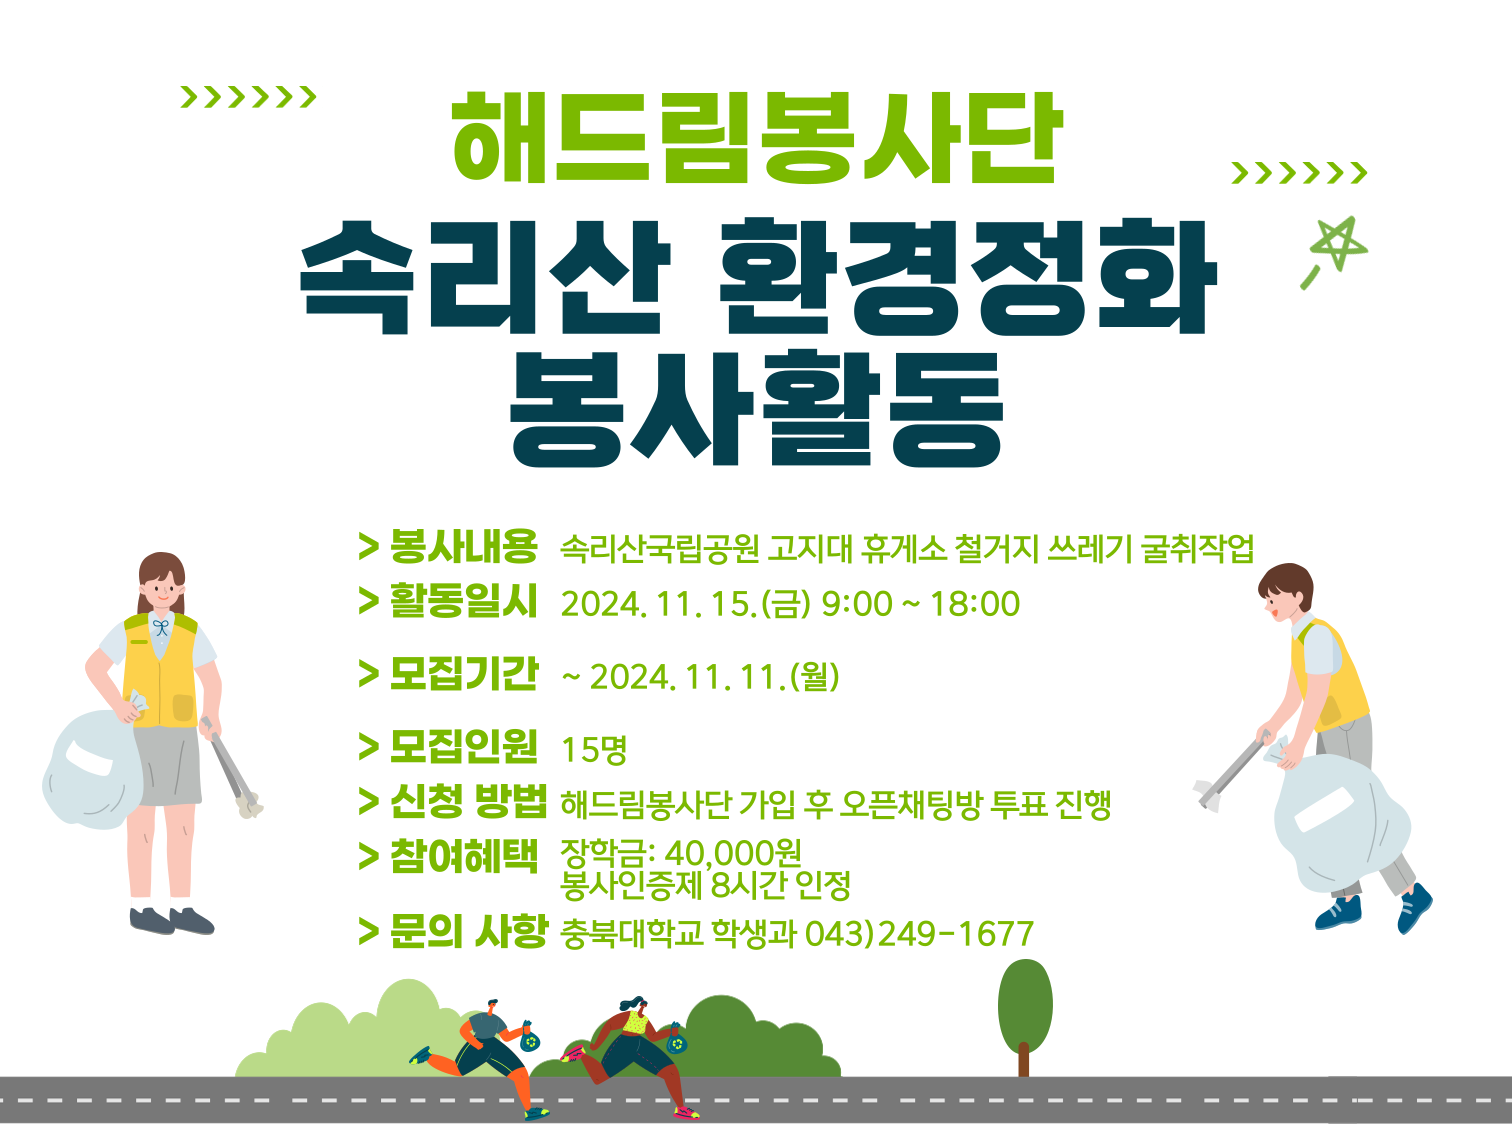 해드림봉사단
속리산 환경정화
봉사활동
> 봉사내용 속리산국립공원 고지대 휴게소 철거지 쓰레기 굴취작업
> 활동일시 2024. 11. 15.(금) 9:00 ~ 18:00
> 모집기간 ~ 2024. 11. 11.(월)
> 모집인원 15명
> 신청 방법 해드림봉사단 가입 후 오픈채팅방 투표 진행
> 참여혜택 장학금: 40,000원
봉사인증제 8시간 인정
> 문의 사항 충북대학교 학생과 043)249-1677